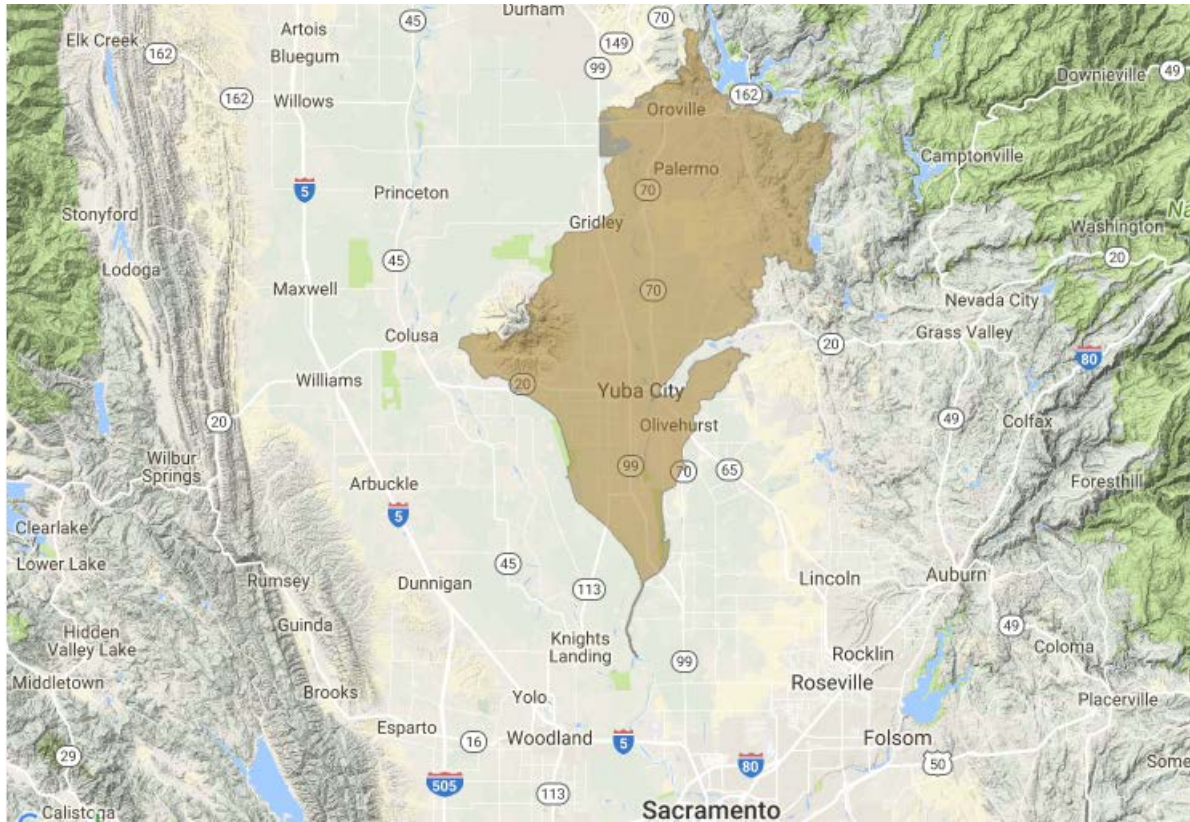 Durham
70
Artois
45
Elk Creek
162
149
Bluegum
99
Downieville
49
162
Willows
162
Oroville
Camptonville
Palermo
5
70
Princeton
Stonyford
Gridley
Na
Washington
45
20
Lodoga
Maxwell
70
Nevada City
Colusa
Grass Valley
20
80
Williams
20
Yuba City
20
49
Colfax
Olivehurst
Wilbur
Springs
99
70
65
Arbuckle
Foresthill
5
Clearlake
Lower Lake
45
Rumsey
Dunnigan
113
Lincoln
Auburn
Guinda
49
Hidden
Valley Lake
Knights
Landing
Coloma
99
Rocklin
Middletown
Roseville
Brooks
Yolo
Placerville
Esparto
16
Woodland
5
Folsom
29
80
50
Some
505
113
Calistoga
Sacramento